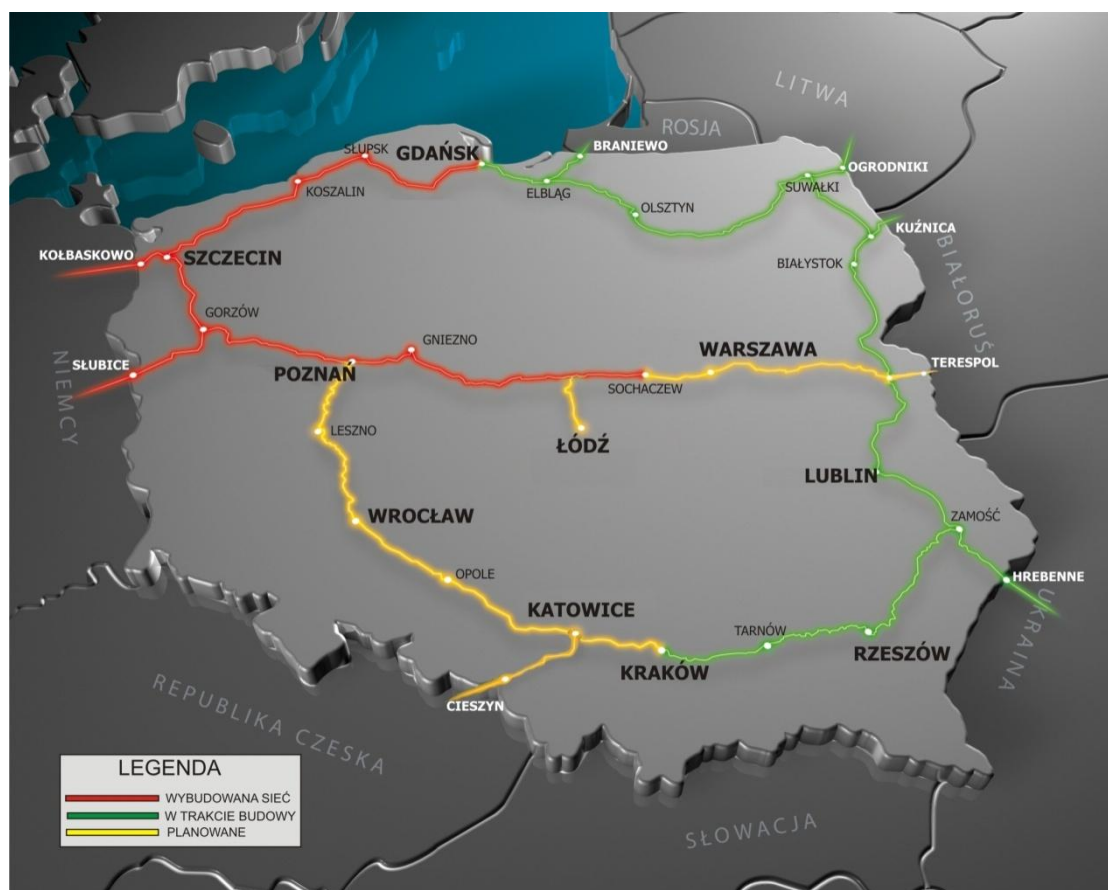 LITWA
ROSJA
BRANIEWO
SŁUPSK
GDAŃSK
OGRODNIKI
KOSZALIN
ELBLĄG
SUWAŁKI
OLSZTYN
KUŹNICA
KOŁBASKOWO
SZCZECIN
BIAŁYSTOK
BIAŁORUŚ
GORZÓW
GNIEZNO
WARSZAWA
NIEMCY
SŁUBICE
POZNAŃ
SOCHACZEW
TERESPOL
LESZNO
ŁÓDŹ
LUBLIN
WROCŁAW
ZAMOŚĆ
OPOLE
HREBENNE
KATOWICE
UKRAINA
TARNÓW
KRAKÓW
RZESZÓW
CIESZYN
REPUBLIKA CZESKA
SŁOWACJA
LEGENDA
WYBUDOWANA SIEĆ
W TRAKCIE BUDOWY
PLANOWANE